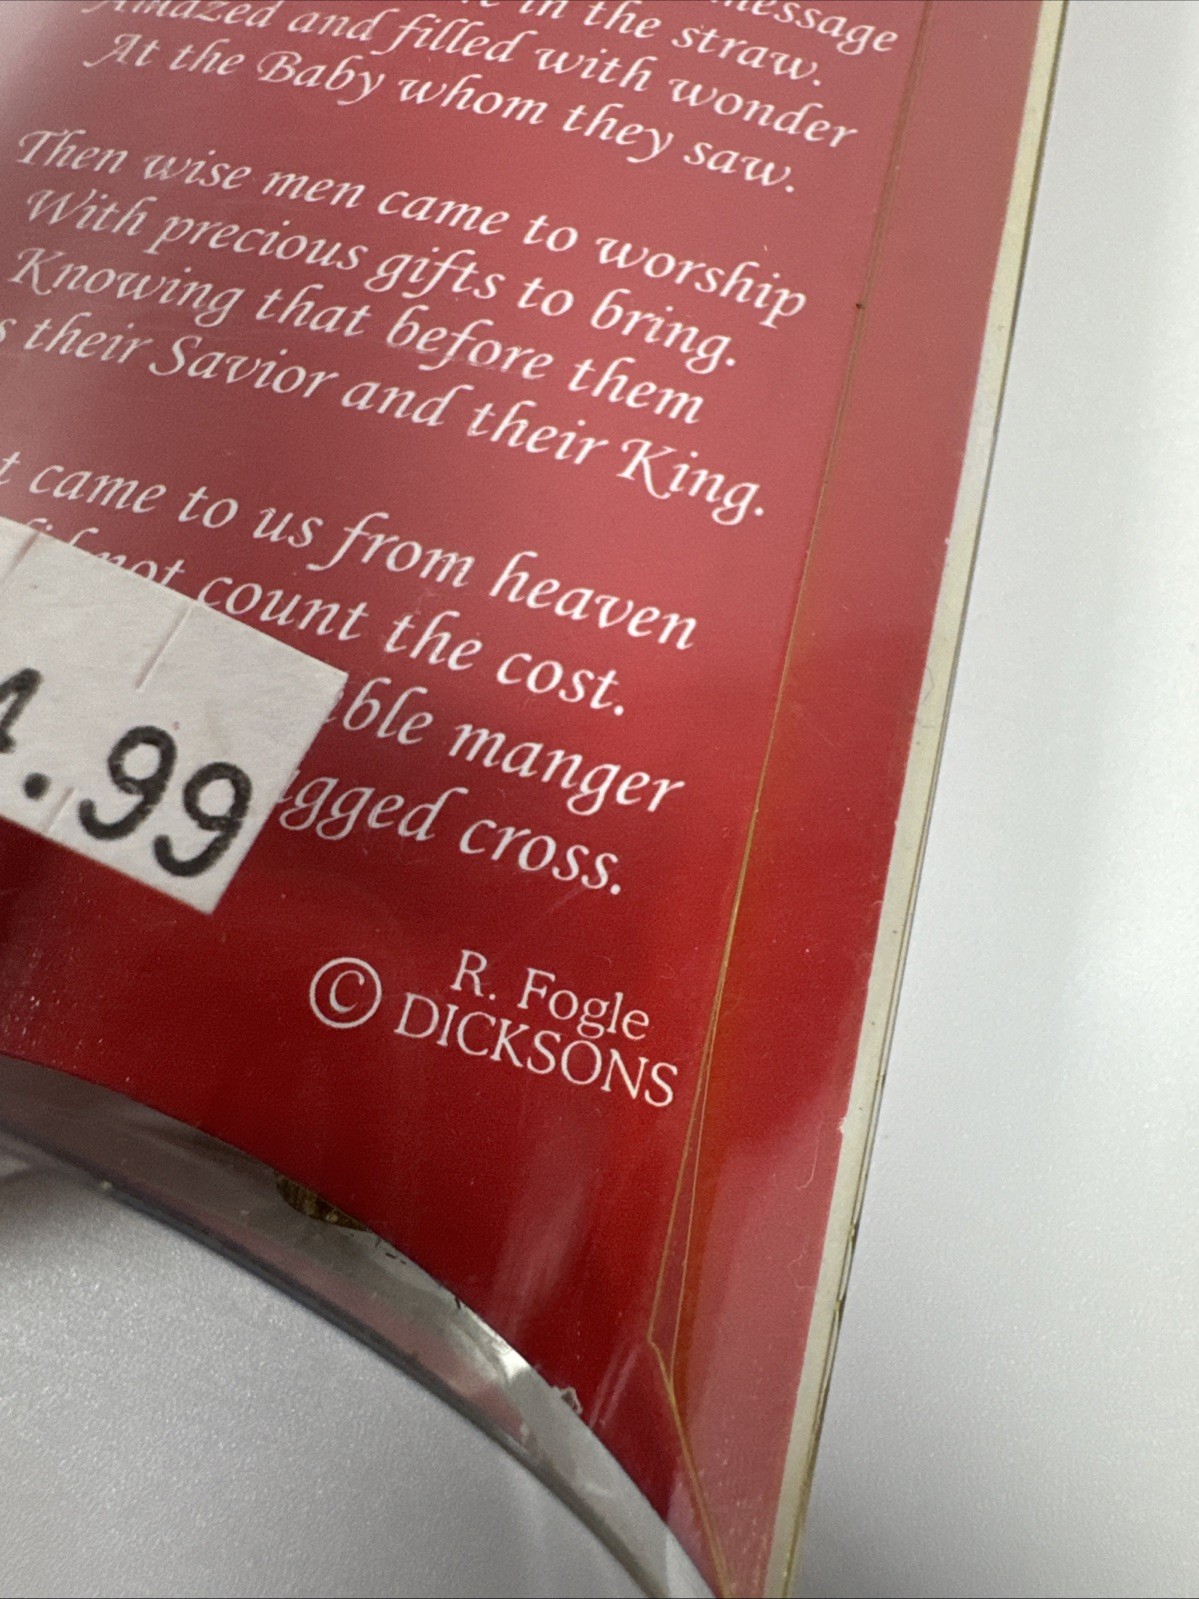 message
in the straw.
Amazed and filled with wonder
At the Baby whom they saw.
Then wise men came to worship
With precious gifts to bring.
Knowing that before them
their Savior and their King.
came to us from heaven
not count the cost.
manger
cross.
.99
R. Fogle
© DICKSONS